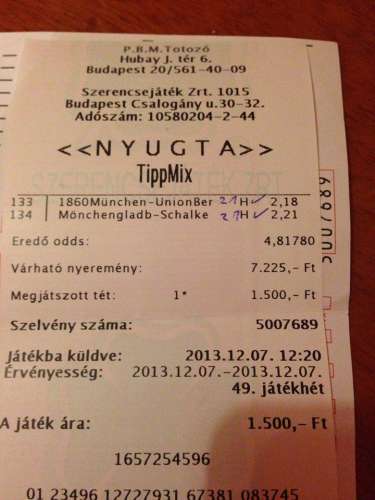 P.B.M.Totozó
Hubay J. tér 6.
Budapest 20/561-40-09
Szerencsejáték Zrt. 1015
Budapest Csalogány u.30-32.
Adószám: 10580204-2-44
<<NYUGTA>>
TippMix
133 1860München-UnionBer 21 H ✓ 2,18
134 Mönchengladb-Schalke 21 H ✓ 2,21
Eredő odds: 4,81780
Várható nyeremény: 7.225,- Ft
Megjátszott tét: 1* 1.500,- Ft
Szelvény száma: 5007689
Játékba küldve: 2013.12.07. 12:20
Érvényesség: 2013.12.07.-2013.12.07.
49. játékhét
A játék ára: 1.500,- Ft
1657254596
01 23496 12727931 67381 083745